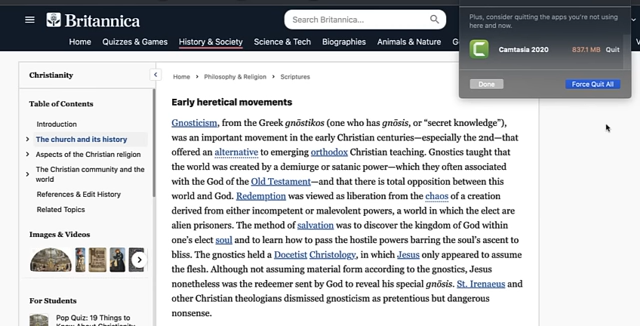 Plus, consider quitting the apps you're not using
here and now.
Britannica
Search Britannica...
Camtasia 2020 837.1 MB Quit
Home Quizzes & Games History & Society Science & Tech Biographies Animals & Nature
Done Force Quit All
Christianity
Home Philosophy & Religion Scriptures
Table of Contents
Introduction
The church and its history
Aspects of the Christian religion
The Christian community and the
world
References & Edit History
Related Topics
Images & Videos
For Students
Pop Quiz: 19 Things to
Know About Christianity
Early heretical movements
Gnosticism, from the Greek gnōstikos (one who has gnōsis, or “secret knowledge”),
was an important movement in the early Christian centuries—especially the 2nd—that
offered an alternative to emerging orthodox Christian teaching. Gnostics taught that
the world was created by a demiurge or satanic power—which they often associated
with the God of the Old Testament—and that there is total opposition between this
world and God. Redemption was viewed as liberation from the chaos of a creation
derived from either incompetent or malevolent powers, a world in which the elect are
alien prisoners. The method of salvation was to discover the kingdom of God within
one’s elect soul and to learn how to pass the hostile powers barring the soul’s ascent to
bliss. The gnostics held a Docetist Christology, in which Jesus only appeared to assume
the flesh. Although not assuming material form according to the gnostics, Jesus
nonetheless was the redeemer sent by God to reveal his special gnōsis. St. Irenaeus and
other Christian theologians dismissed gnosticism as pretentious but dangerous
nonsense.